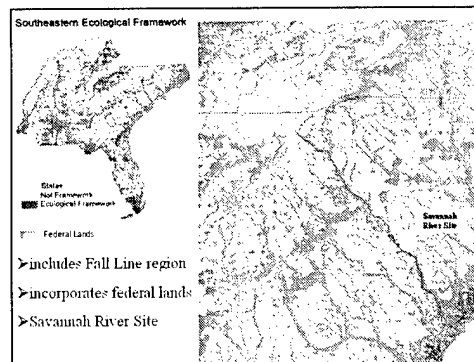 Southeastern Ecological Framework
States
Not Framework
Ecological Framework
Federal Lands
➢includes Fall Line region
➢incorporates federal lands
➢Savannah River Site
Savannah
River Site